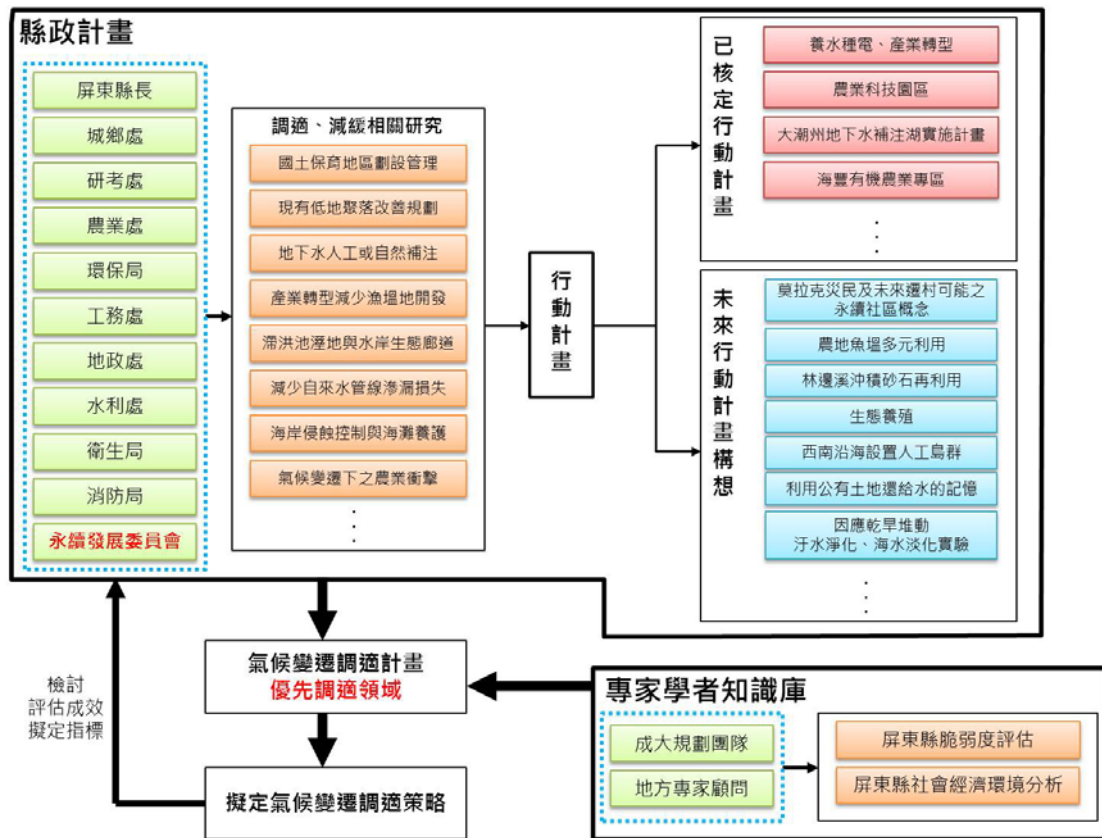 縣政計畫
屏東縣長
城鄉處
研考處
農業處
環保局
工務處
地政處
水利處
衛生局
消防局
永續發展委員會
調適、減緩相關研究
國土保育地區劃設管理
現有低地聚落改善規劃
地下水人工或自然補注
產業轉型減少漁塭地開發
滯洪池溼地與水岸生態廊道
減少自來水管線滲漏損失
海岸侵蝕控制與海灘養護
氣候變遷下之農業衝擊
行動計畫
已核定行動計畫
養水種電、產業轉型
農業科技園區
大潮州地下水補注湖實施計畫
海豐有機農業專區
未來行動計畫構想
莫拉克災民及未來遷村可能之
永續社區概念
農地魚塭多元利用
林邊溪沖積砂石再利用
生態養殖
西南沿海設置人工島群
利用公有土地還給水的記憶
因應乾旱堆動
汙水淨化、海水淡化實驗
氣候變遷調適計畫
優先調適領域
擬定氣候變遷調適策略
檢討
評估成效
擬定指標
專家學者知識庫
成大規劃團隊
地方專家顧問
屏東縣脆弱度評估
屏東縣社會經濟環境分析